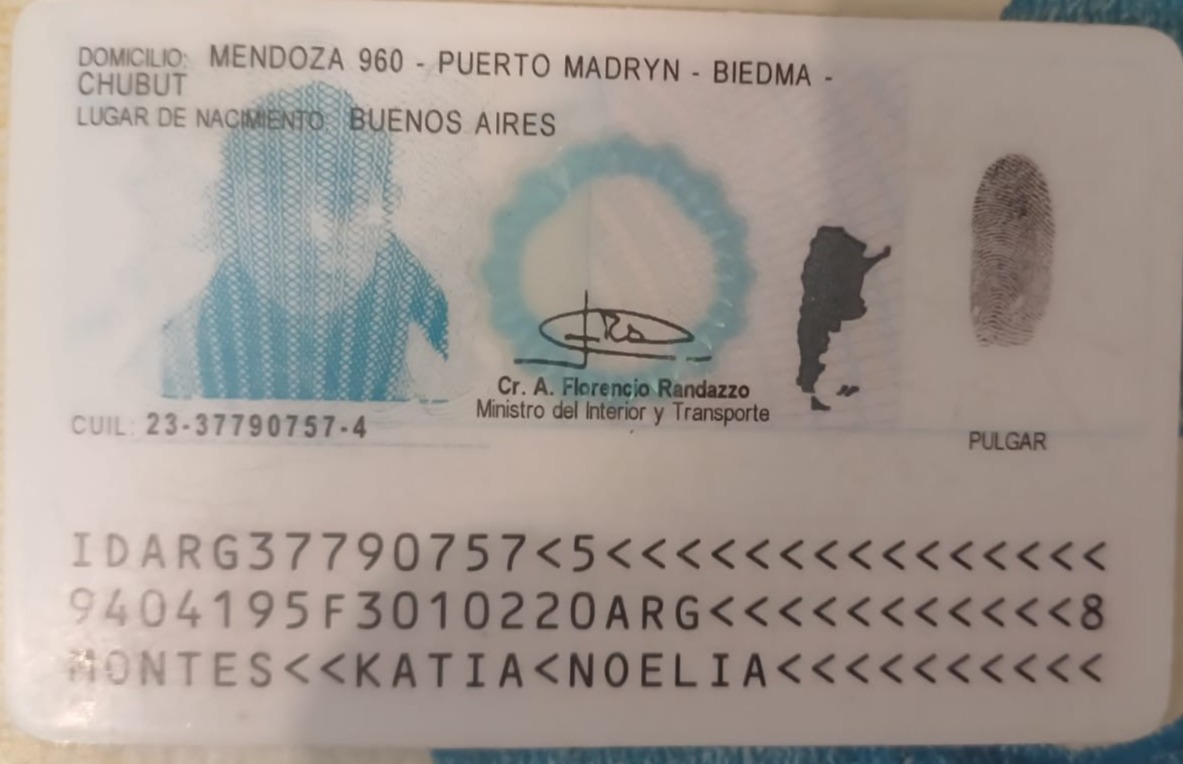 DOMICILIO: MENDOZA 960 - PUERTO MADRYN - BIEDMA -
CHUBUT
LUGAR DE NACIMIENTO: BUENOS AIRES
Cr. A. Florencio Randazzo
Ministro del Interior y Transporte
CUIL: 23-37790757-4
PULGAR
IDARG37790757<5<<<<<<<<<<<<<<<
9404195F3010220ARG<<<<<<<<<<<8
MONTES<<KATIA<NOELIA<<<<<<<<<<